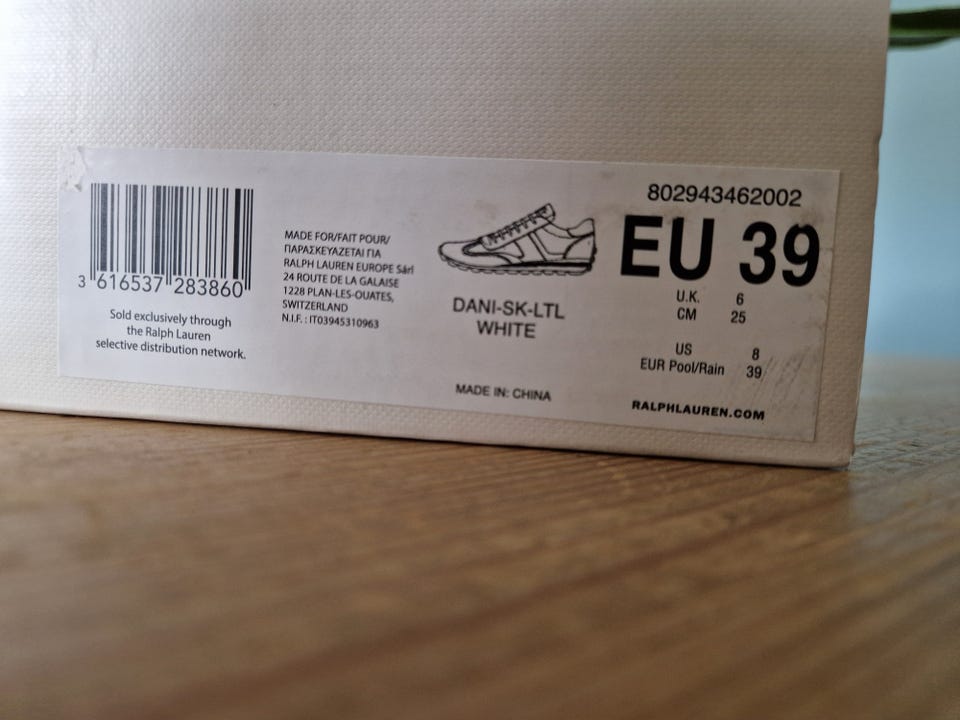 3 616537 283860
Sold exclusively through
the Ralph Lauren
selective distribution network.
MADE FOR/FAIT POUR/
ΠΑΡΑΣΚΕΥΑΖΕΤΑΙ ΓΙΑ
RALPH LAUREN EUROPE Sárl
24 ROUTE DE LA GALAISE
1228 PLAN-LES-OUATES,
SWITZERLAND
N.I.F. : IT03945310963
DANI-SK-LTL
WHITE
MADE IN: CHINA
802943462002
EU 39
U.K. 6
CM 25
US 8
EUR Pool/Rain 39
RALPHLAUREN.COM